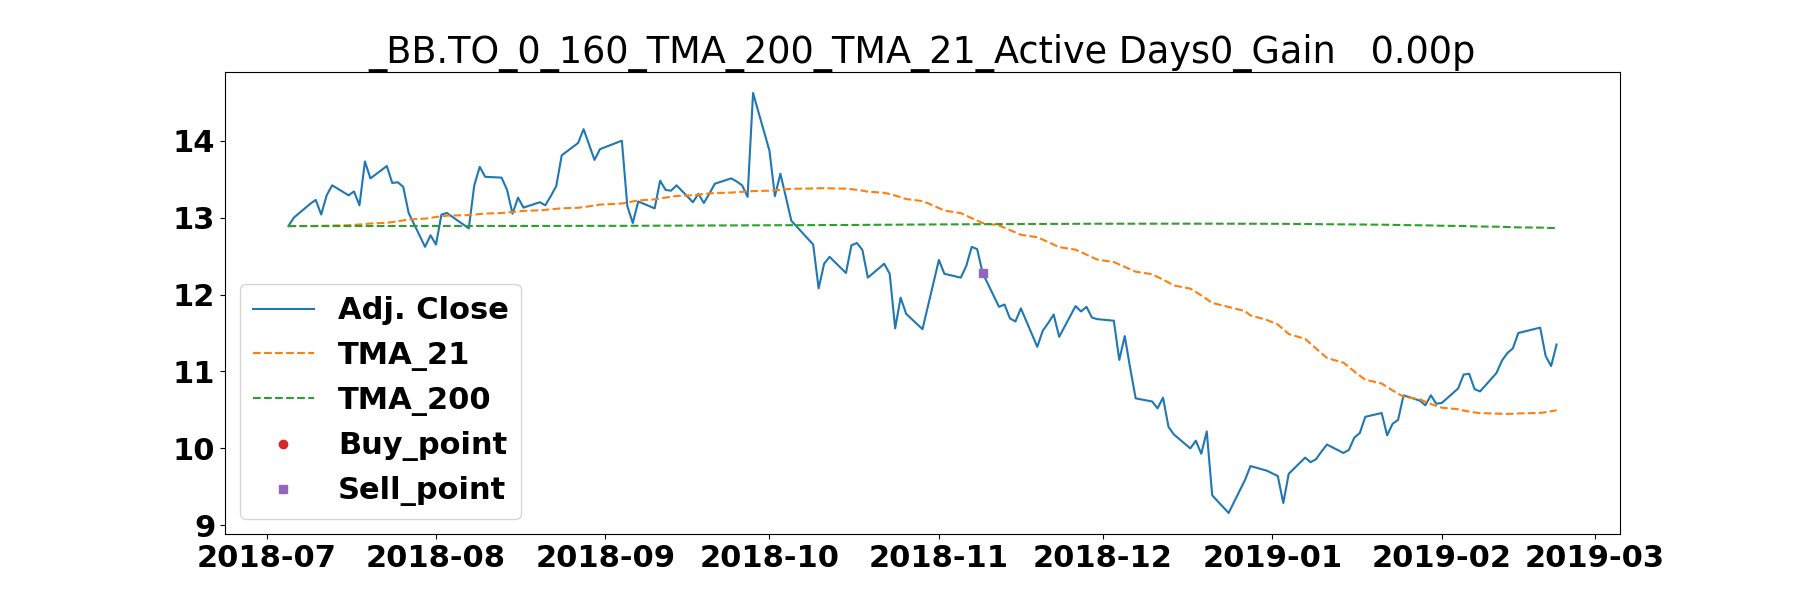 _BB.TO_0_160_TMA_200_TMA_21_Active Days0_Gain   0.00p
14
13
12
11
10
9
Adj. Close
TMA_21
TMA_200
Buy_point
Sell_point
2018-07 2018-08 2018-09 2018-10 2018-11 2018-12 2019-01 2019-02 2019-03